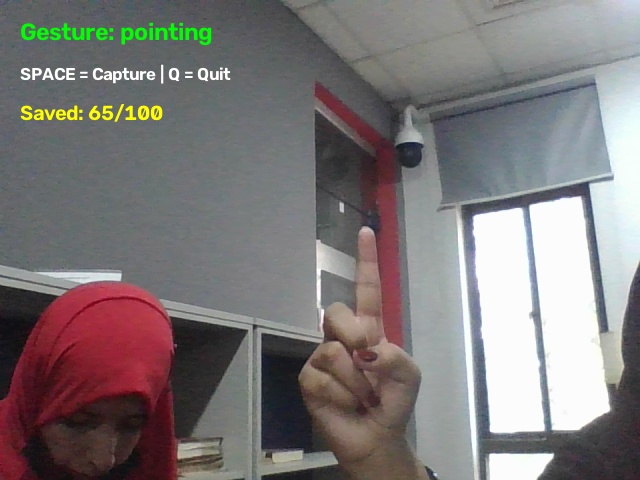 Gesture: pointing
SPACE = Capture | Q = Quit
Saved: 65/100